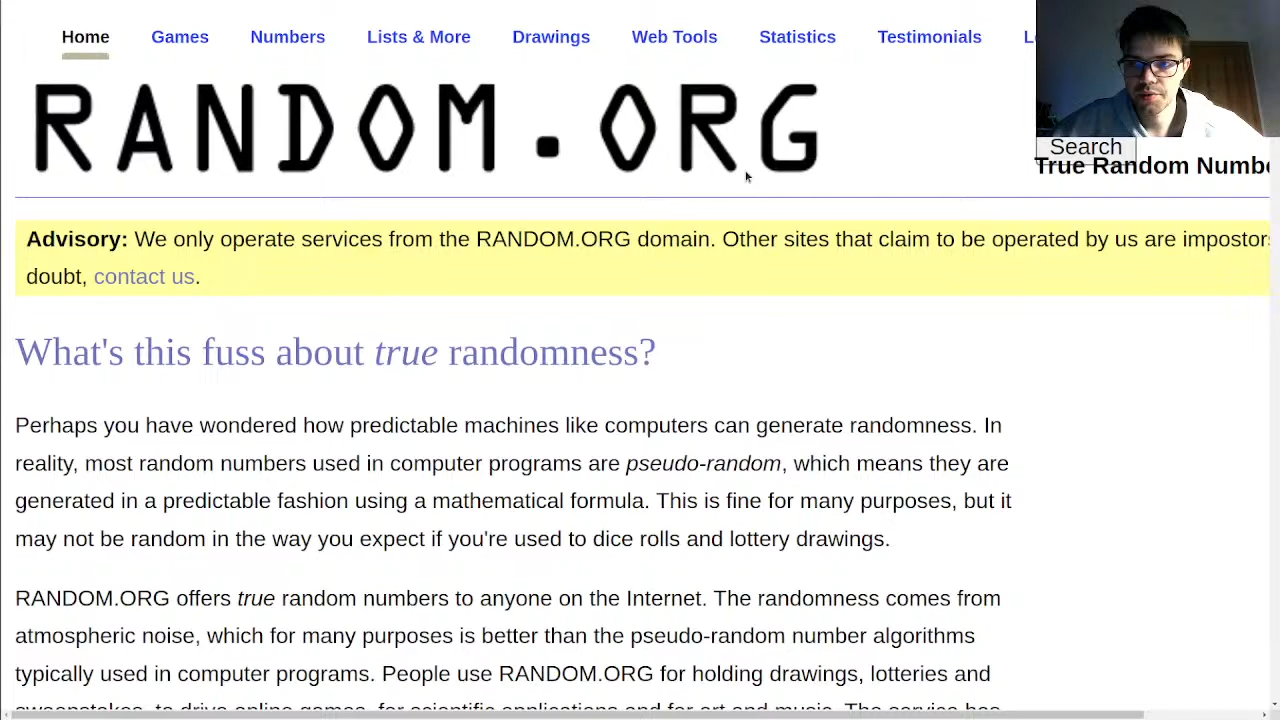 Home Games Numbers Lists & More Drawings Web Tools Statistics Testimonials
RANDOM.ORG
Search
True Random
Advisory: We only operate services from the RANDOM.ORG domain. Other sites that claim to be operated by us are
doubt, contact us.
What's this fuss about true randomness?
Perhaps you have wondered how predictable machines like computers can generate randomness. In
reality, most random numbers used in computer programs are pseudo-random, which means they are
generated in a predictable fashion using a mathematical formula. This is fine for many purposes, but it
may not be random in the way you expect if you're used to dice rolls and lottery drawings.
RANDOM.ORG offers true random numbers to anyone on the Internet. The randomness comes from
atmospheric noise, which for many purposes is better than the pseudo-random number algorithms
typically used in computer programs. People use RANDOM.ORG for holding drawings, lotteries and